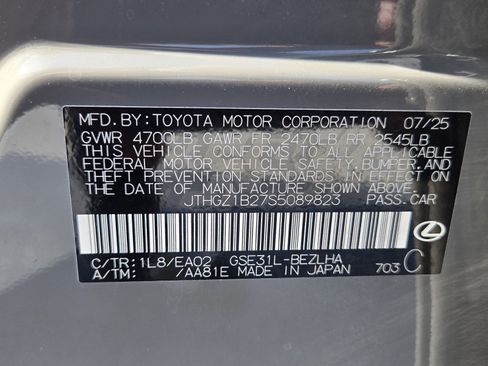 MFD.BY:TOYOTA MOTOR CORPORATION 07/25
GVWR 4700LB GAWR FR 2470LB RR 2545LB
THIS VEHICLE CONFORMS TO ALL APPLICABLE
FEDERAL MOTOR VEHICLE SAFETY, BUMPER, AND
THEFT PREVENTION STANDARDS IN EFFECT ON
THE DATE OF MANUFACTURE SHOWN ABOVE.
JTHGZ1B27S5089823 PASS.CAR
C/TR:1L8/EA02 GSE31L-BEZLHA
A/TM: /AA81E MADE IN JAPAN 703 C